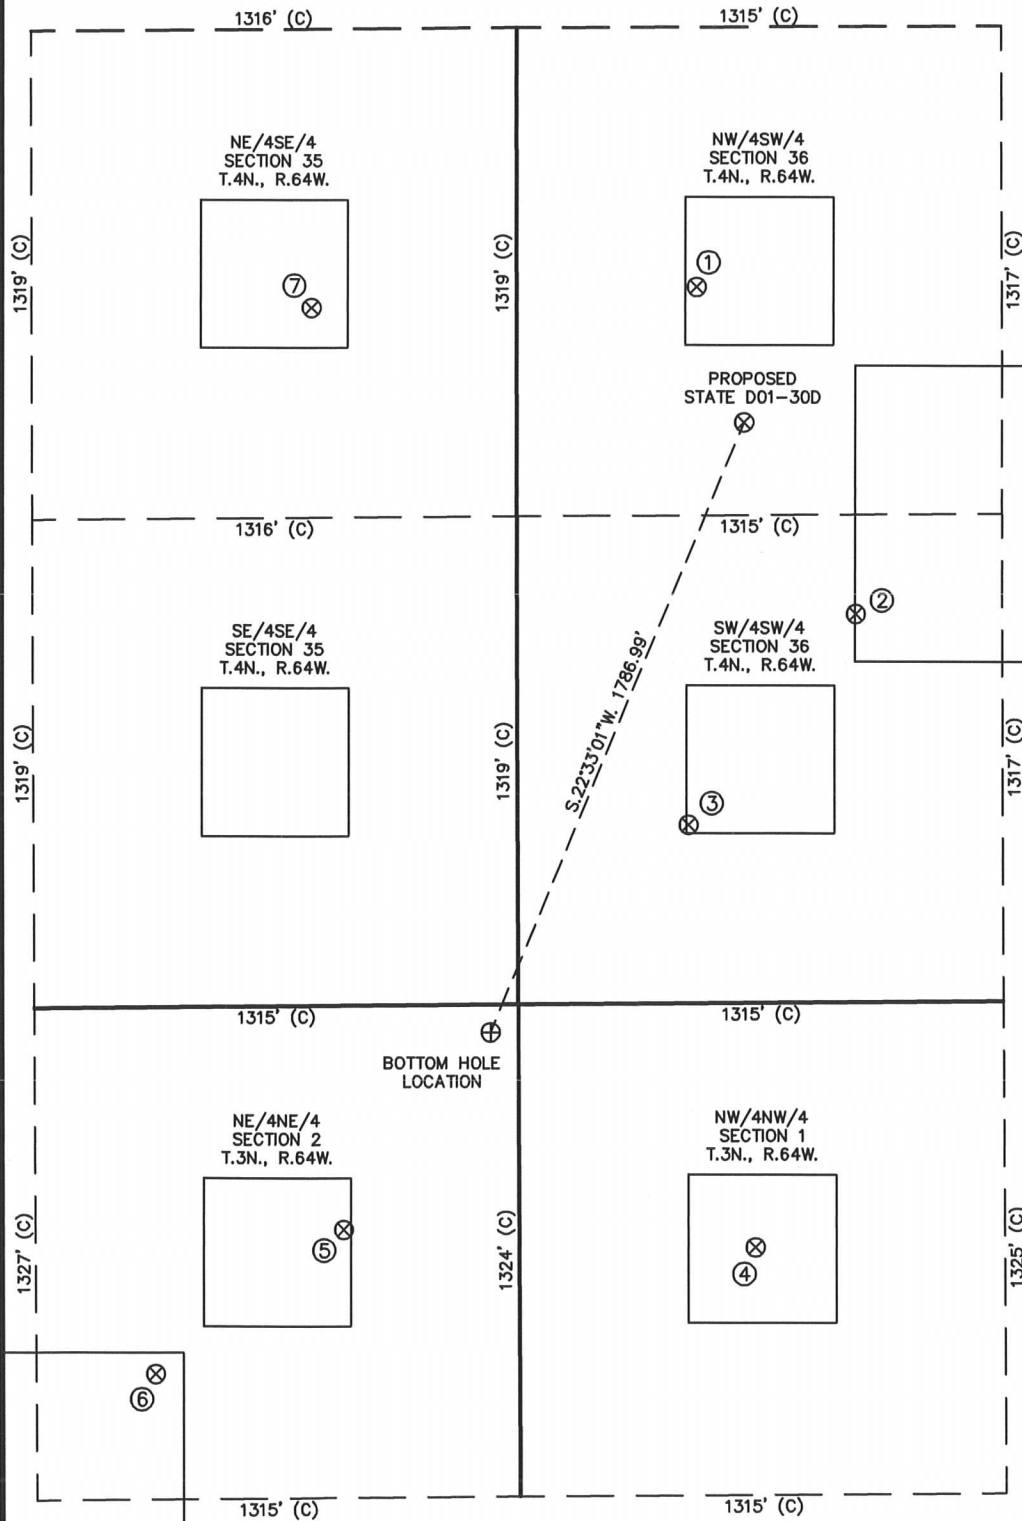 1316' (C)
1315' (C)
NE/4SE/4
SECTION 35
T.4N., R.64W.
NW/4SW/4
SECTION 36
T.4N., R.64W.
1319' (C)
1319' (C)
1317' (C)
7
1
PROPOSED
STATE D01-30D
1316' (C)
1315' (C)
2
SE/4SE/4
SECTION 35
T.4N., R.64W.
SW/4SW/4
SECTION 36
T.4N., R.64W.
S.22°33'01"W. 1786.99'
1319' (C)
1319' (C)
1317' (C)
3
1315' (C)
1315' (C)
BOTTOM HOLE
LOCATION
NE/4NE/4
SECTION 2
T.3N., R.64W.
NW/4NW/4
SECTION 1
T.3N., R.64W.
1327' (C)
1324' (C)
1325' (C)
5
4
6
1315' (C)
1315' (C)